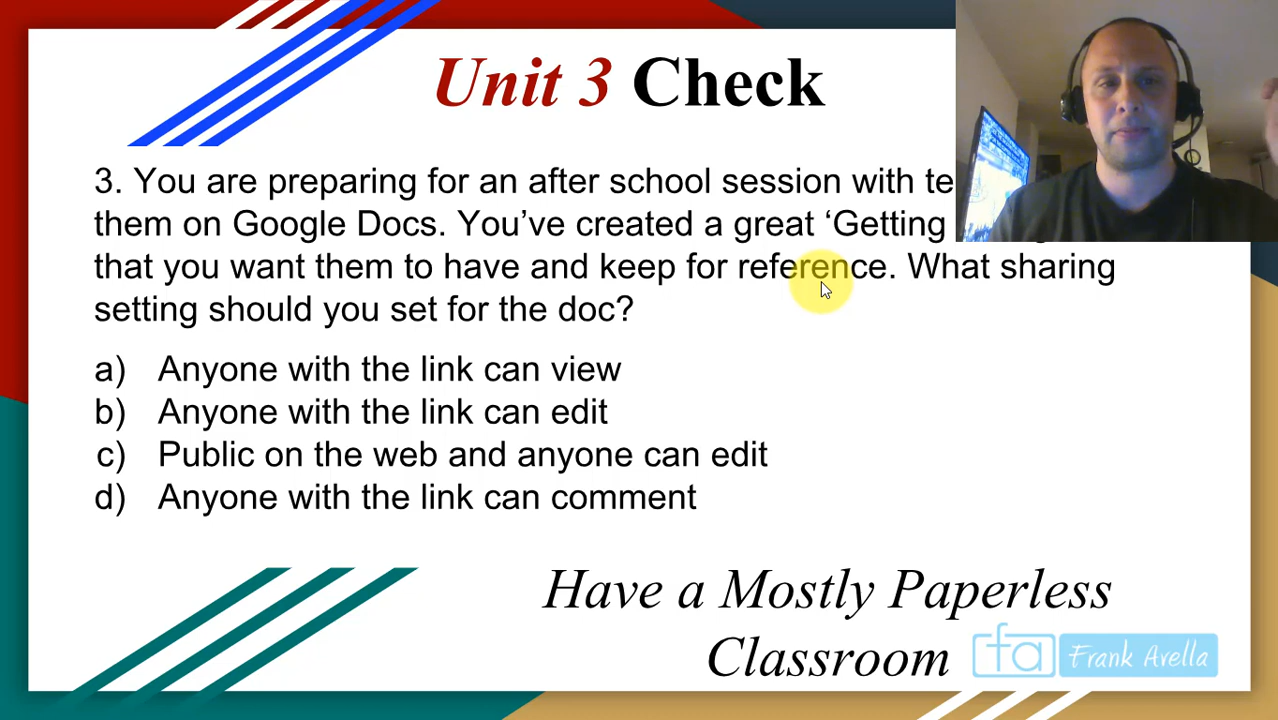 Unit 3 Check
3. You are preparing for an after school session with
them on Google Docs. You’ve created a great ‘Getting
that you want them to have and keep for reference. What sharing
setting should you set for the doc?
a) Anyone with the link can view
b) Anyone with the link can edit
c) Public on the web and anyone can edit
d) Anyone with the link can comment
Have a Mostly Paperless
Classroom
fa Frank Avella